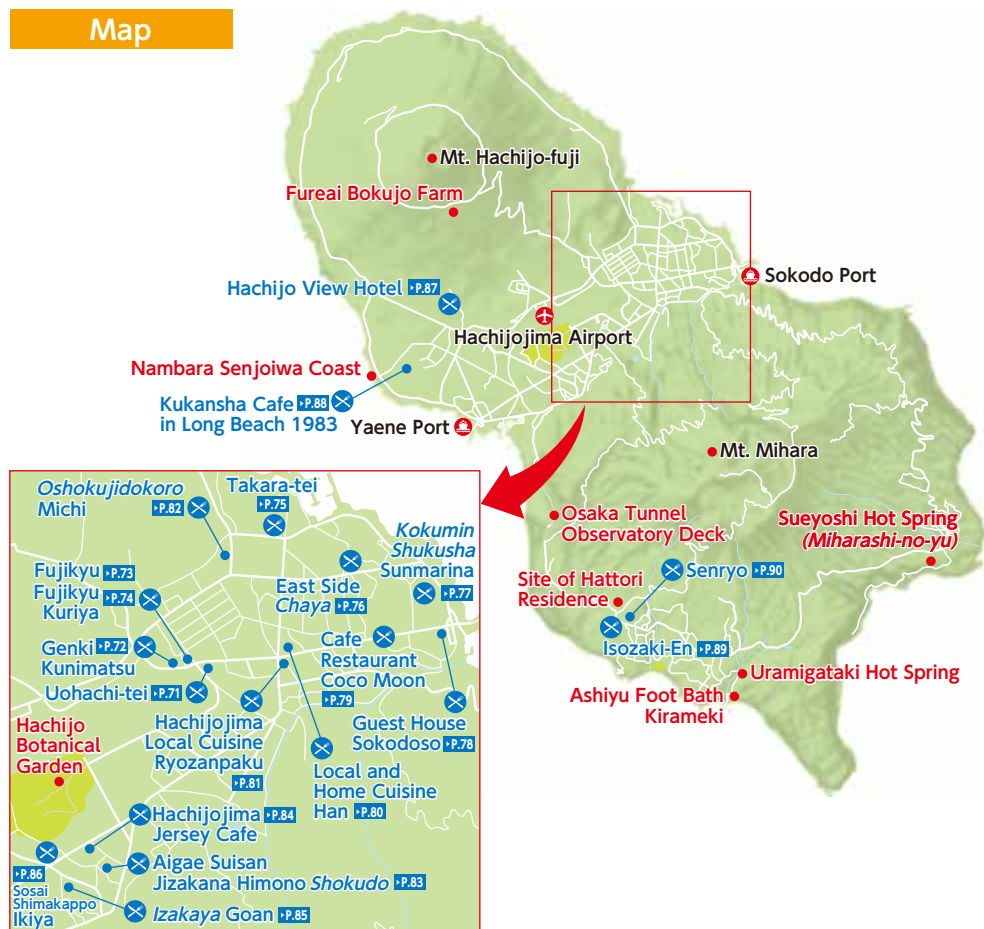 Map
Mt. Hachijo-fuji
Fureai Bokujo Farm
Sokodo Port
Hachijo View Hotel P.87
Hachijojima Airport
Nambara Senjoiwa Coast
Kukansha Cafe P.88
in Long Beach 1983
Yaene Port
Mt. Mihara
Osaka Tunnel
Observatory Deck
Sueyoshi Hot Spring
(Miharashi-no-yu)
Senryo P.90
Site of Hattori
Residence
Isozaki-En P.89
Uramigataki Hot Spring
Ashiyu Foot Bath
Kirameki
Oshokujidokoro
Michi P.82
Takara-tei
P.75
Kokumin
Shukusha
Sunmarina
P.77
East Side
Chaya P.76
Fujikyu P.73
Fujikyu P.74
Kuriya
Genki P.72
Kunimatsu
Uohachi-tei P.71
Cafe
Restaurant
Coco Moon
P.79
Hachijojima
Local Cuisine
Ryozanpaku
P.81
Guest House
Sokodoso P.78
Local and
Home Cuisine
Han P.80
Hachijo
Botanical
Garden
Hachijojima P.84
Jersey Cafe
Aigae Suisan
Jizakana Himono Shokudo P.83
P.86
Sosai
Shimakappo
Ikiya
Izakaya Goan P.85